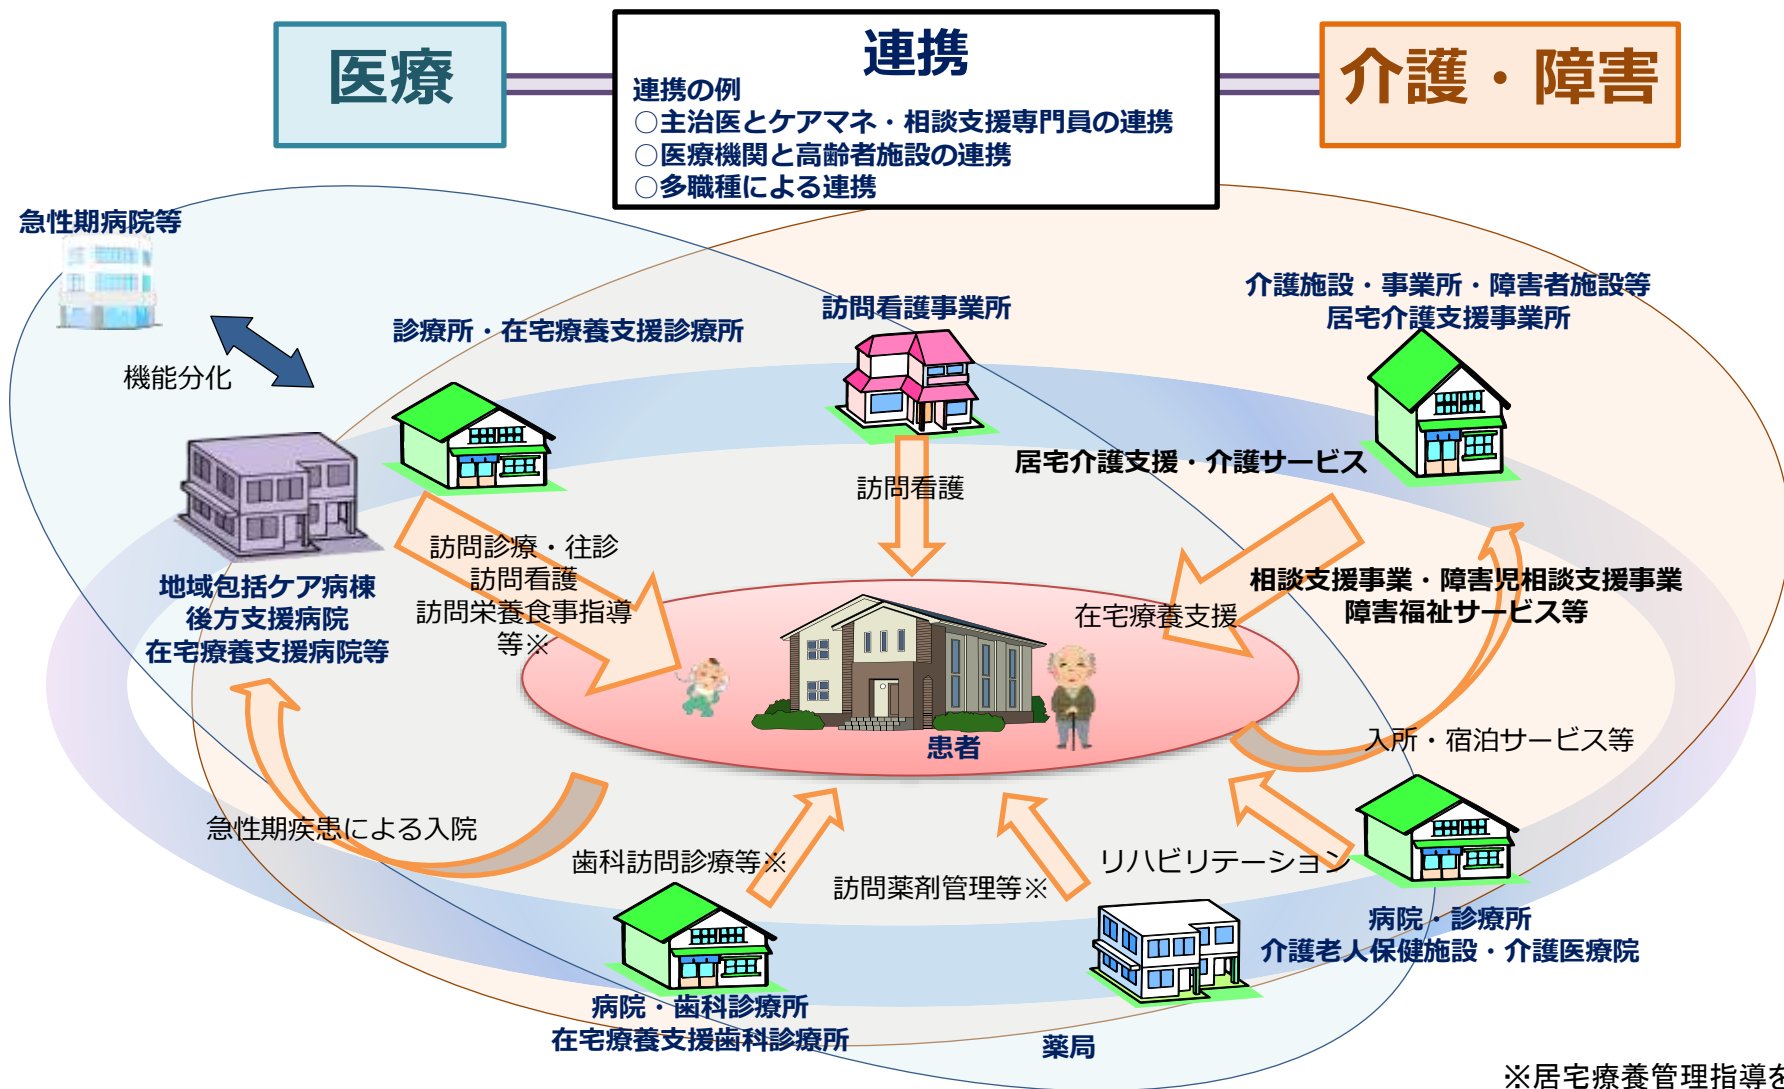 医療
連携
連携の例
○主治医とケアマネ・相談支援専門員の連携
○医療機関と高齢者施設の連携
○多職種による連携
介護・障害
急性期病院等
機能分化
診療所・在宅療養支援診療所
訪問看護事業所
介護施設・事業所・障害者施設等
居宅介護支援事業所
訪問看護
居宅介護支援・介護サービス
訪問診療・往診
訪問看護
訪問栄養食事指導
等※
地域包括ケア病棟
後方支援病院
在宅療養支援病院等
在宅療養支援
相談支援事業・障害児相談支援事業
障害福祉サービス等
患者
入所・宿泊サービス等
急性期疾患による入院
歯科訪問診療等※
訪問薬剤管理等※
リハビリテーション
病院・診療所
介護老人保健施設・介護医療院
病院・歯科診療所
在宅療養支援歯科診療所
薬局
※居宅療養管理指導を